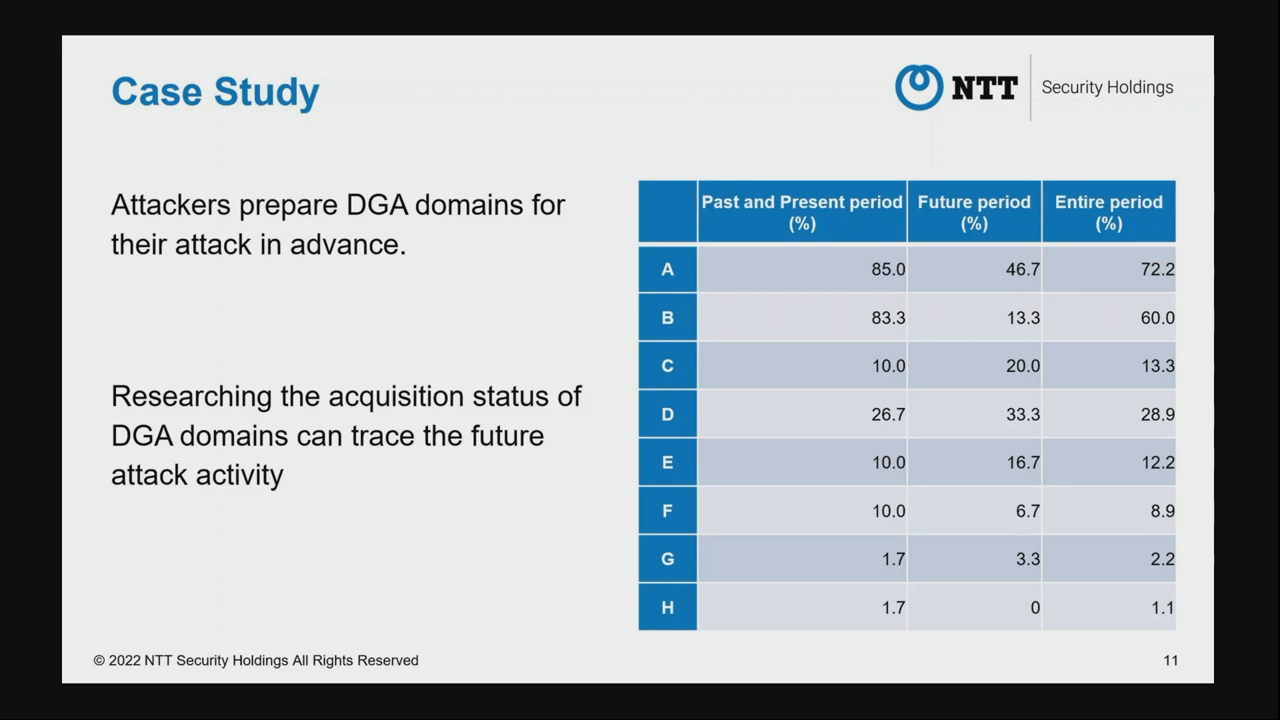 Case Study
NTT Security Holdings
Attackers prepare DGA domains for
their attack in advance.
Researching the acquisition status of
DGA domains can trace the future
attack activity
Past and Present period (%) Future period (%) Entire period (%)
A 85.0 46.7 72.2
B 83.3 13.3 60.0
C 10.0 20.0 13.3
D 26.7 33.3 28.9
E 10.0 16.7 12.2
F 10.0 6.7 8.9
G 1.7 3.3 2.2
H 1.7 0 1.1
© 2022 NTT Security Holdings All Rights Reserved
11